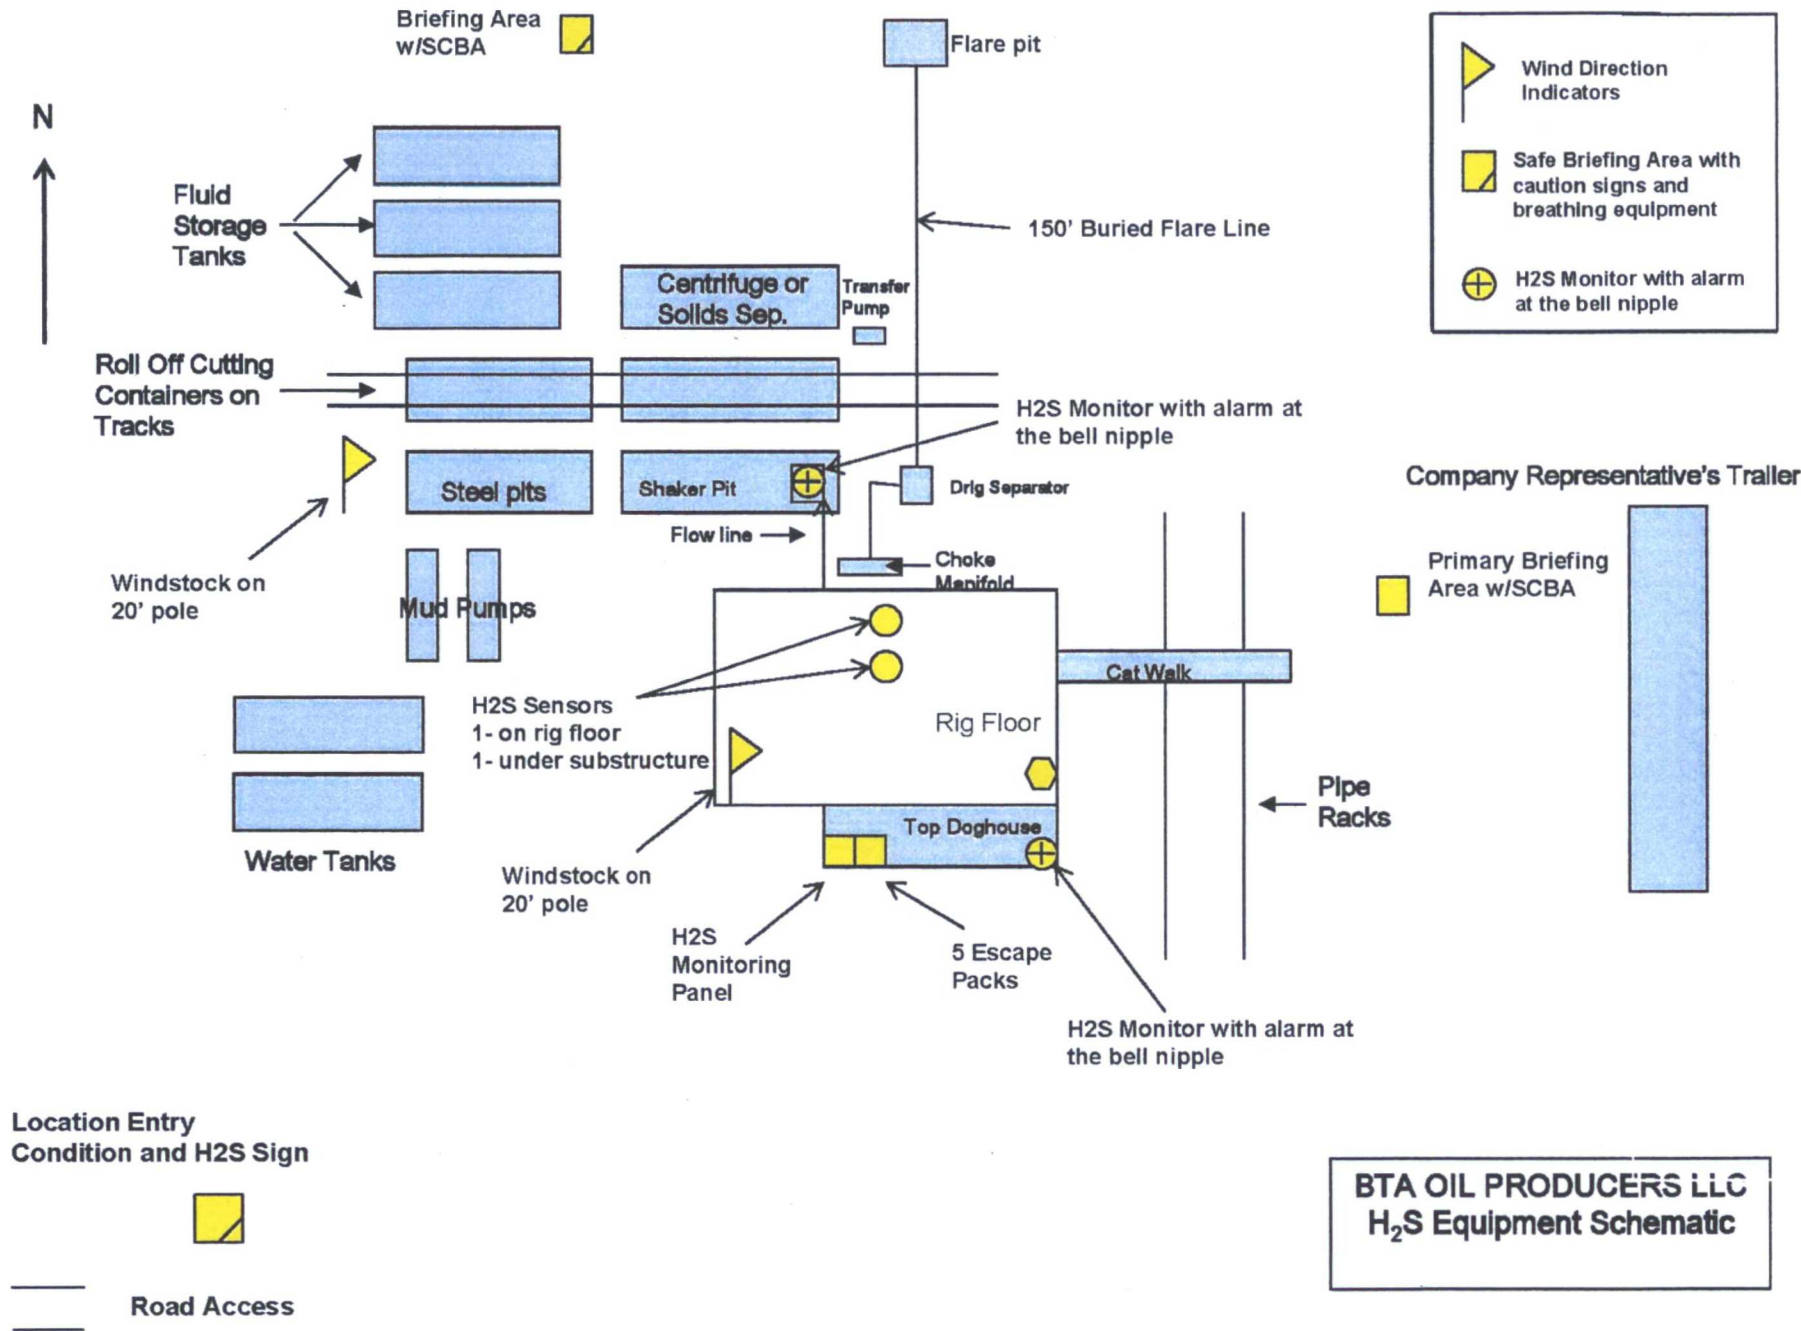 Briefing Area
w/SCBA
Flare pit
Wind Direction
Indicators
Safe Briefing Area with
caution signs and
breathing equipment
H2S Monitor with alarm
at the bell nipple
N
Fluid
Storage
Tanks
150' Buried Flare Line
Centrifuge or
Solids Sep.
Transfer
Pump
Roll Off Cutting
Containers on
Tracks
H2S Monitor with alarm at
the bell nipple
Steel pits
Shaker Pit
Drlg Separator
Company Representative's Trailer
Flow line
Choke
Manifold
Primary Briefing
Area w/SCBA
Windstock on
20' pole
Mud Pumps
Cat Walk
H2S Sensors
1- on rig floor
1- under substructure
Rig Floor
Pipe
Racks
Top Doghouse
Water Tanks
Windstock on
20' pole
H2S
Monitoring
Panel
5 Escape
Packs
H2S Monitor with alarm at
the bell nipple
Location Entry
Condition and H2S Sign
Road Access
BTA OIL PRODUCERS LLC
H₂S Equipment Schematic